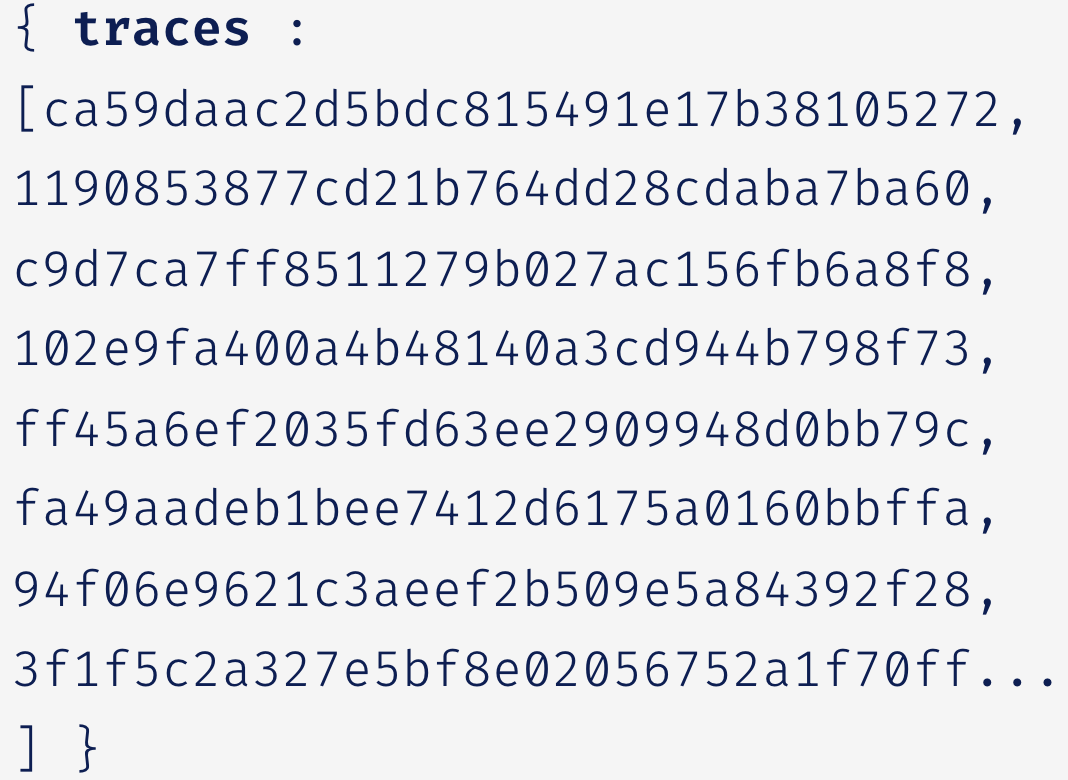 { traces :
[ca59daac2d5bdc815491e17b38105272,
1190853877cd21b764dd28cdaba7ba60,
c9d7ca7ff8511279b027ac156fb6a8f8,
102e9fa400a4b48140a3cd944b798f73,
ff45a6ef2035fd63ee2909948d0bb79c,
fa49aadeb1bee7412d6175a0160bbffa,
94f06e9621c3aeef2b509e5a84392f28,
3f1f5c2a327e5bf8e02056752a1f70ff...
] }